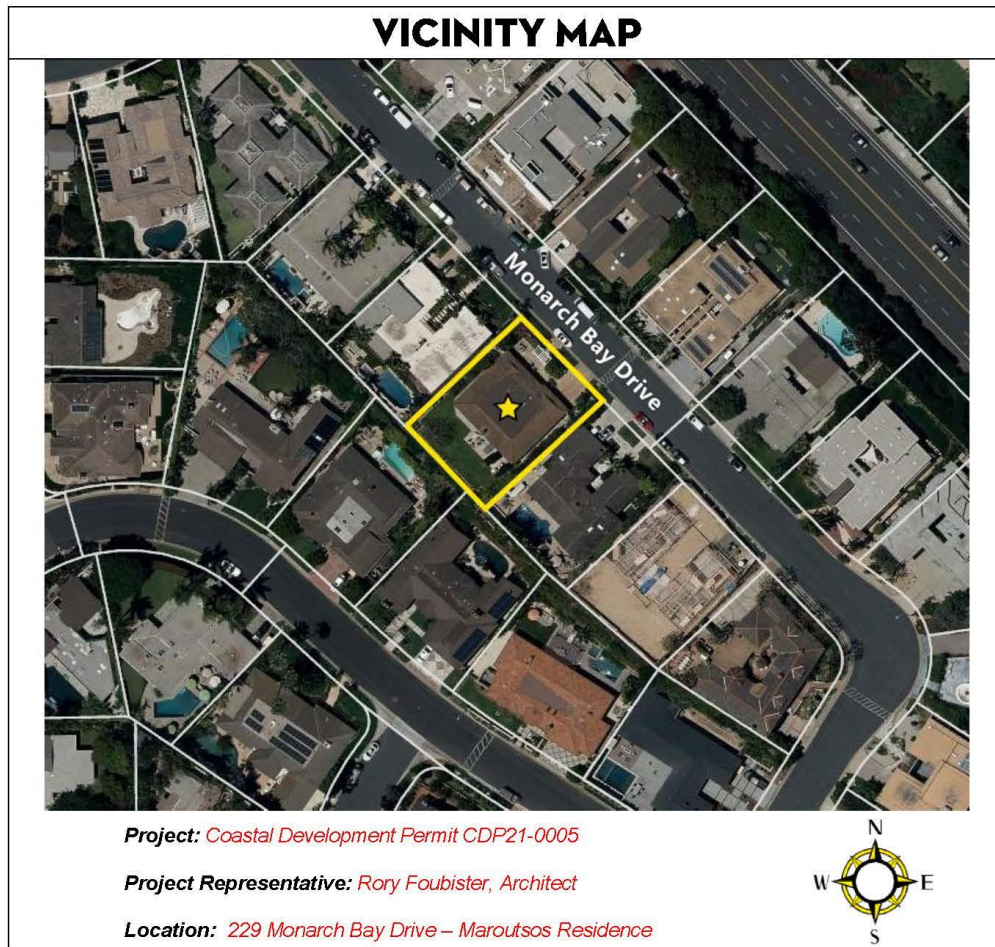 VICINITY MAP
Monarch Bay Drive
Project: Coastal Development Permit CDP21-0005
Project Representative: Rory Foubister, Architect
Location: 229 Monarch Bay Drive – Maroutsos Residence
N
W E
S